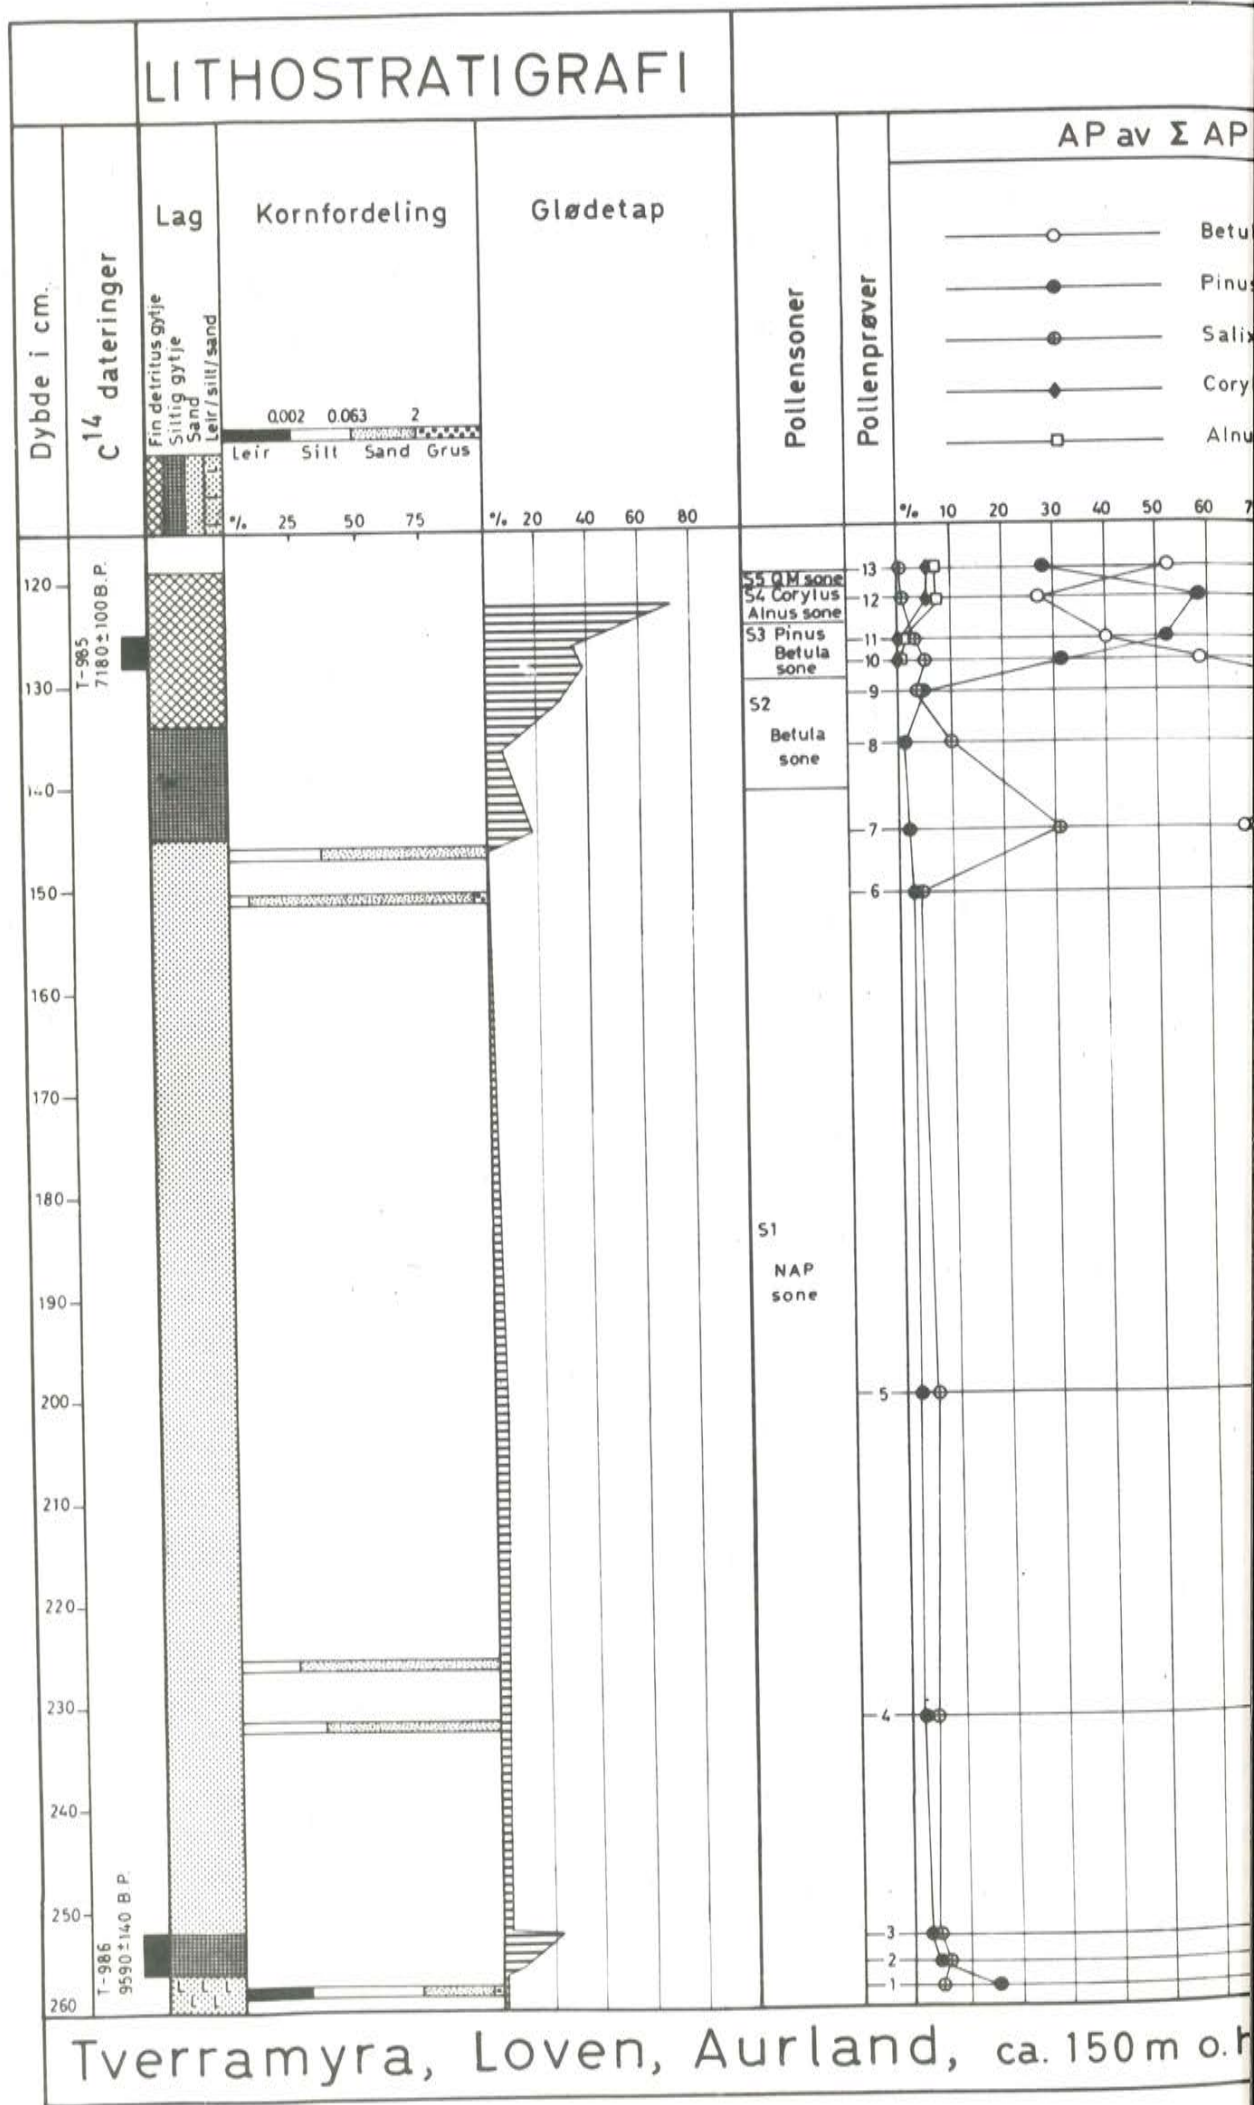 LITHOSTRATIGRAFI
AP av Σ AP
Dybde i cm.
C14 dateringer
Lag
Fin detritus gytje
Siltig gytje
Sand
Leir/silt/sand
Kornfordeling
0.002 0.063 2
Leir Silt Sand Grus
% 25 50 75
Glødetap
% 20 40 60 80
Pollensoner
Pollenprøver
Betu
Pinus
Salix
Cory
Alnu
% 10 20 30 40 50 60 7
120
130
140
150
160
170
180
190
200
210
220
230
240
250
260
T-985
7180±100B.P.
T-986
9590±140 B.P.
S5 QM sone
S4 Corylus
Alnus sone
S3 Pinus
Betula
sone
S2
Betula
sone
S1
NAP
sone
13
12
11
10
9
8
7
6
5
4
3
2
1
Tverramyra, Loven, Aurland, ca. 150 m o.h